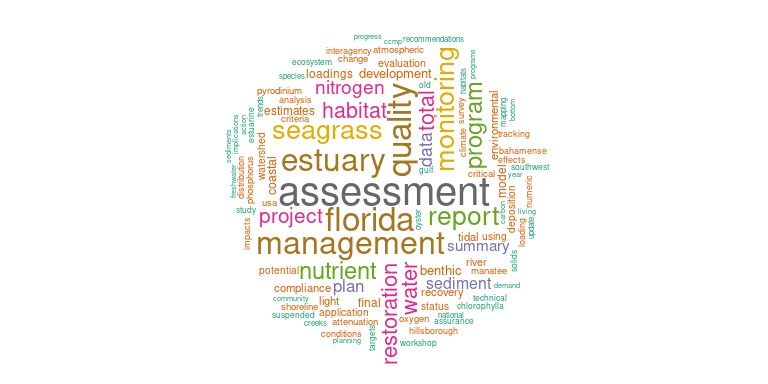 progress
ccmp recommendations
interagency atmospheric
ecosystem change evaluation
species loadings development
programs
pyrodinium nitrogen old
habitats
analysis
trends
estimates habitat
criteria
quality
total
monitoring
program
survey
climate
environmental
mapping
bottom
seagrass
data
tracking
action
estuarine
implications
sediments
watershed
estuary
gulf
critical
bahamense
effects
southwest
year
model
freshwater
distribution
phosphorus
coastal
assessment
numeric
usa
study project florida report
oyster
carbon
deposition
living
update
loading
impacts
management
tidal using
summary
solids
potential nutrient
restoration
water
benthic river
manatee
compliance plan sediment demand
community light final recovery technical
shoreline status chlorophylla
suspended application national
creeks attenuation oxygen assurance
conditions hillsborough
planning
targets
workshop